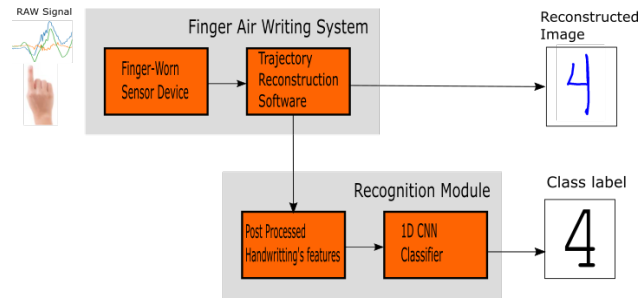 RAW Signal
Finger Air Writing System
Reconstructed
Image
Finger-Worn
Sensor Device
Trajectory
Reconstruction
Software
4
Recognition Module
Class label
Post Processed
Handwritting's features
1D CNN
Classifier
4